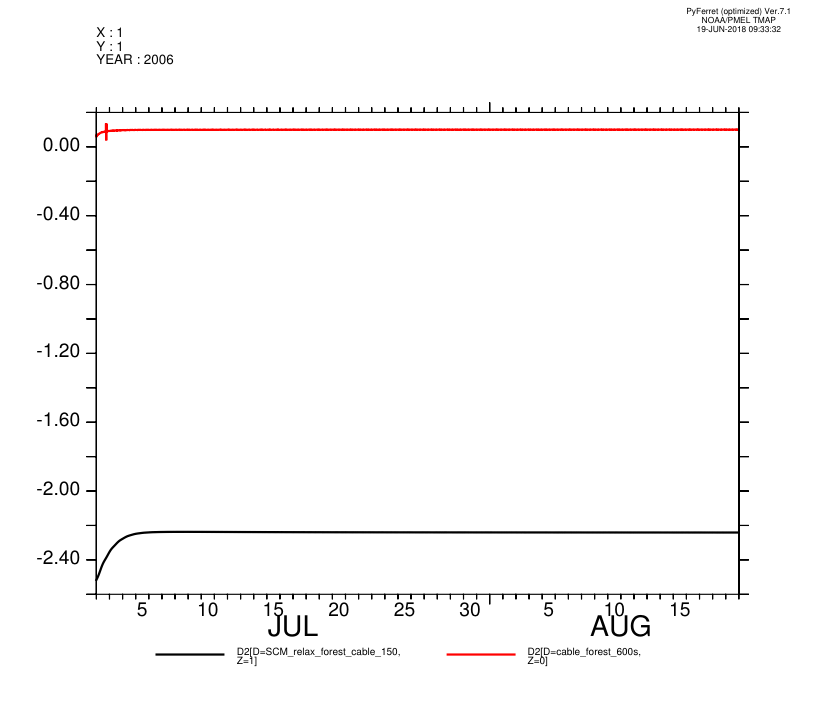 PyFerret (optimized) Ver.7.1
NOAA/PMEL TMAP
19-JUN-2018 09:33:32
X : 1
Y : 1
YEAR : 2006
0.00
-0.40
-0.80
-1.20
-1.60
-2.00
-2.40
5 10 15 20 25 30 5 10 15
JUL AUG
D2[D=SCM_relax_forest_cable_150,
Z=1]
D2[D=cable_forest_600s,
Z=0]